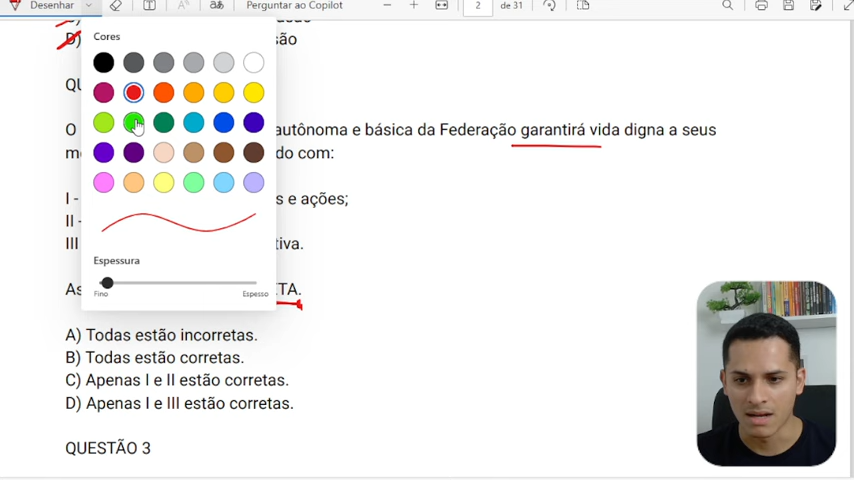 Desenhar
Perguntar ao Copilot
2 de 31
D) são
QU
Cores
O autônoma e básica da Federação garantirá vida digna a seus
do com:
I - s e ações;
II -
III tiva.
Espessura
Fino Espesso
As ETA.
A) Todas estão incorretas.
B) Todas estão corretas.
C) Apenas I e II estão corretas.
D) Apenas I e III estão corretas.
QUESTÃO 3